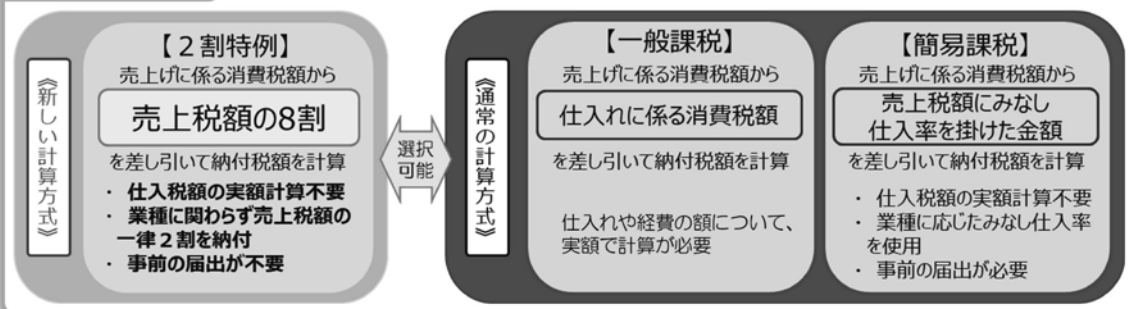 《新しい計算方式》
【２割特例】
売上げに係る消費税額から
売上税額の8割
を差し引いて納付税額を計算
・ 仕入税額の実額計算不要
・ 業種に関わらず売上税額の
一律２割を納付
・ 事前の届出が不要
選択
可能
《通常の計算方式》
【一般課税】
売上げに係る消費税額から
仕入れに係る消費税額
を差し引いて納付税額を計算
仕入れや経費の額について、
実額で計算が必要
【簡易課税】
売上げに係る消費税額から
売上税額にみなし
仕入率を掛けた金額
を差し引いて納付税額を計算
・ 仕入税額の実額計算不要
・ 業種に応じたみなし仕入率
を使用
・ 事前の届出が必要